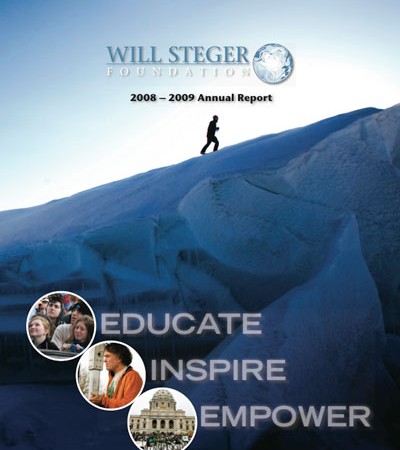 WILL STEGER
FOUNDATION
2008 – 2009 Annual Report
EDUCATE
INSPIRE
EMPOWER